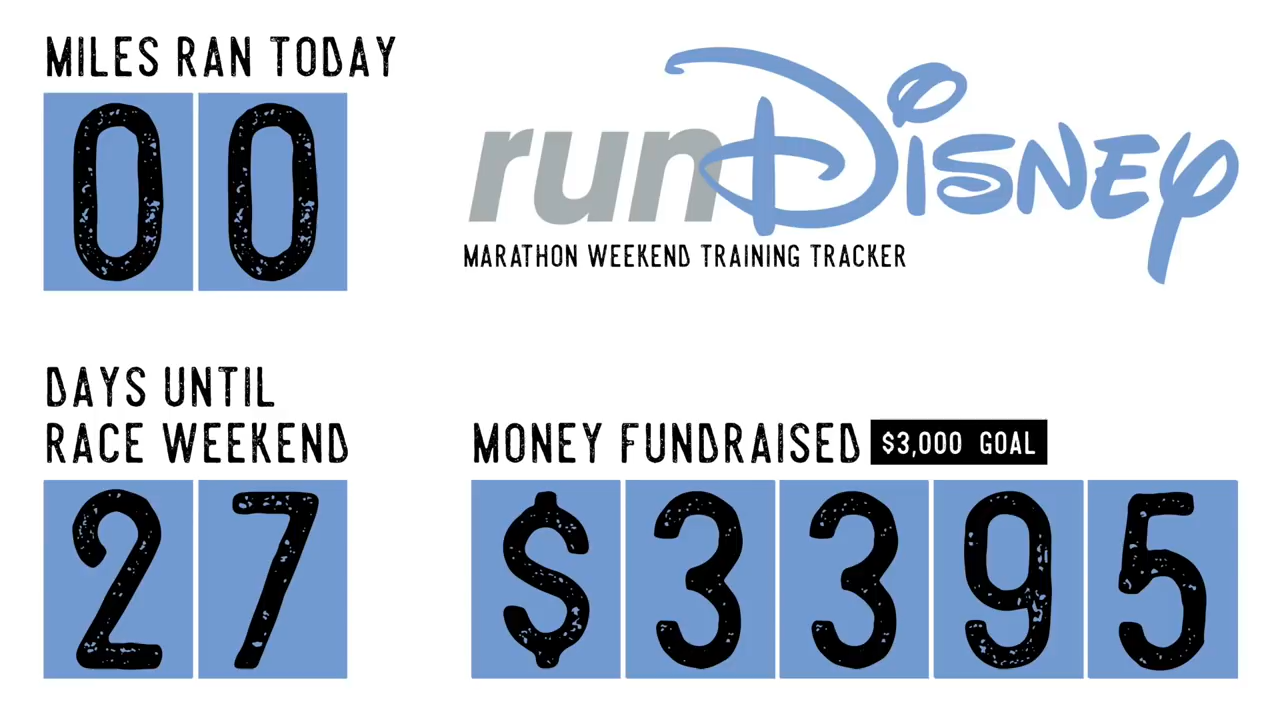 MILES RAN TODAY
00
runDisney
MARATHON WEEKEND TRAINING TRACKER
DAYS UNTIL
RACE WEEKEND
27
MONEY FUNDRAISED $3,000 GOAL
$3395